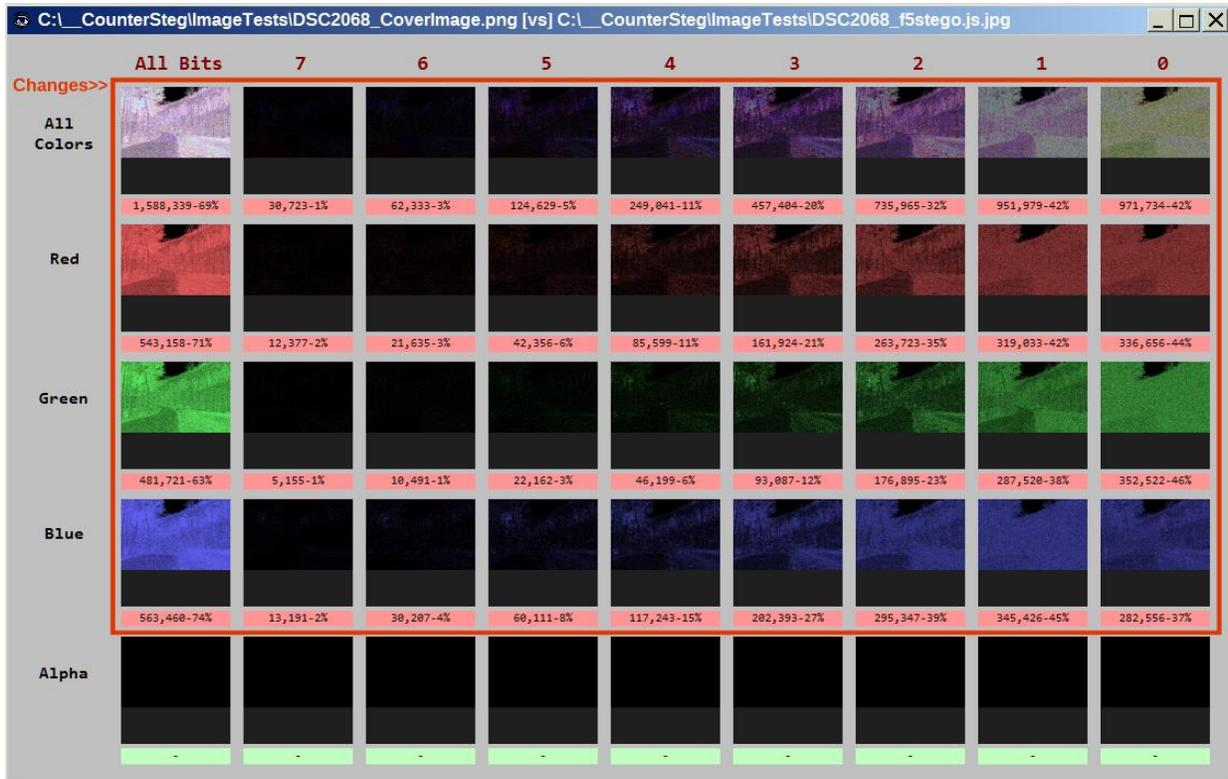 C:\__CounterSteg\ImageTests\DSC2068_CoverImage.png [vs] C:\__CounterSteg\ImageTests\DSC2068_f5stego.js.jpg
All Bits 7 6 5 4 3 2 1 0
Changes>>
All
Colors
1,588,339-69% 30,723-1% 62,333-3% 124,629-5% 249,041-11% 457,404-20% 735,965-32% 951,979-42% 971,734-42%
Red
543,158-71% 12,377-2% 21,635-3% 42,356-6% 85,599-11% 161,924-21% 263,723-35% 319,033-42% 336,656-44%
Green
481,721-63% 5,155-1% 10,491-1% 22,162-3% 46,199-6% 93,087-12% 176,895-23% 287,520-38% 352,522-46%
Blue
563,460-74% 13,191-2% 30,207-4% 60,111-8% 117,243-15% 202,393-27% 295,347-39% 345,426-45% 282,556-37%
Alpha
- - - - - - - - -